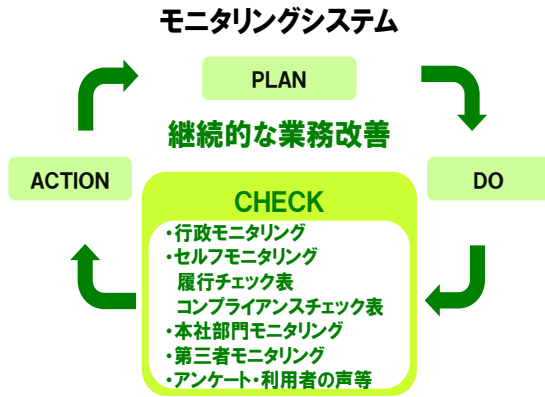 モニタリングシステム
PLAN
継続的な業務改善
ACTION
DO
CHECK
・行政モニタリング
・セルフモニタリング
履行チェック表
コンプライアンスチェック表
・本社部門モニタリング
・第三者モニタリング
・アンケート・利用者の声等